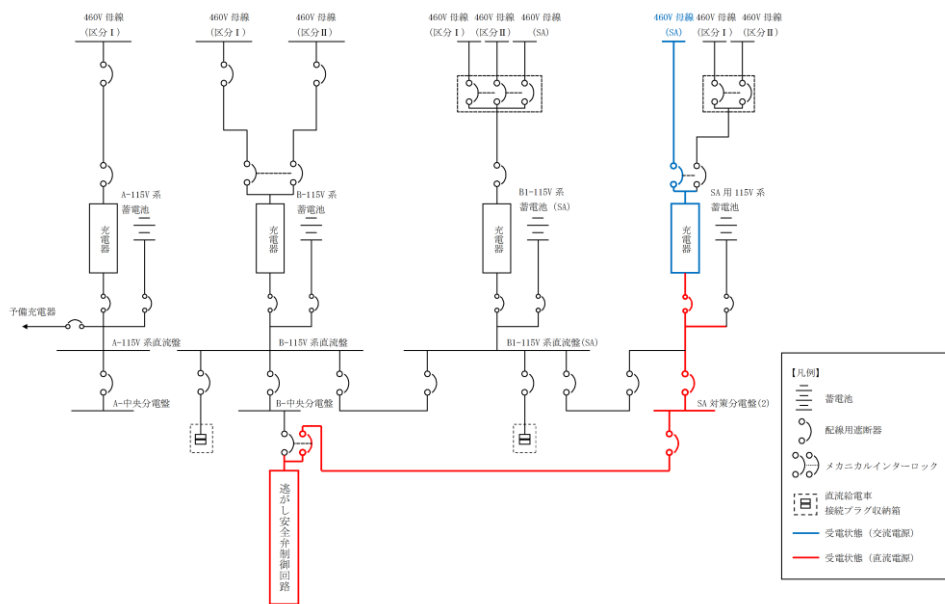 460V 母線
（区分Ⅰ）
460V 母線
（区分Ⅰ）
460V 母線
（区分Ⅱ）
460V 母線
（区分Ⅰ）
460V 母線
（区分Ⅱ）
460V 母線
（SA）
460V 母線
（SA）
460V 母線
（区分Ⅰ）
460V 母線
（区分Ⅱ）
A-115V 系
蓄電池
充電器
B-115V 系
蓄電池
充電器
B1-115V 系
蓄電池（SA）
充電器
SA 用 115V 系
蓄電池
充電器
予備充電器
A-115V 系直流盤
B-115V 系直流盤
B1-115V 系直流盤(SA)
A-中央分電盤
B-中央分電盤
SA 対策分電盤(2)
逃がし安全弁制御回路
【凡例】
蓄電池
配線用遮断器
メカニカルインターロック
直流給電車
接続プラグ収納箱
受電状態（交流電源）
受電状態（直流電源）